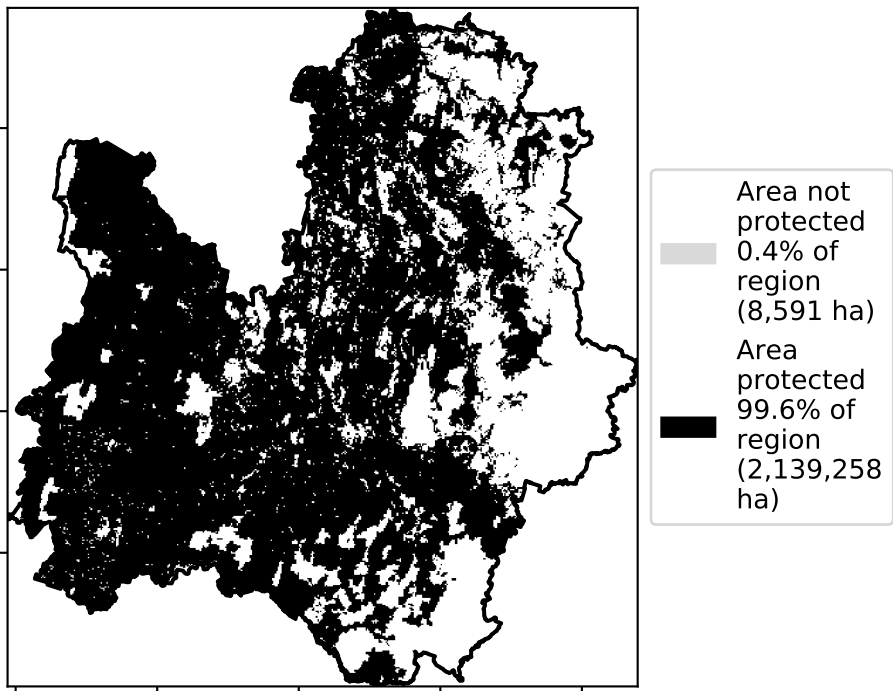 Area not
protected
0.4% of
region
(8,591 ha)
Area
protected
99.6% of
region
(2,139,258
ha)